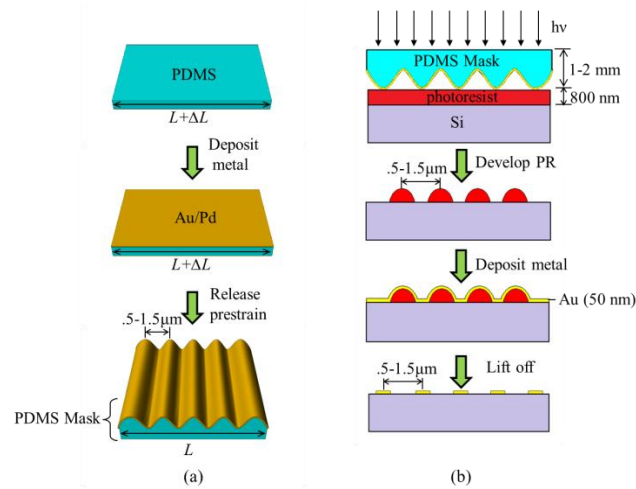 PDMS
L+ΔL
Deposit
metal
Au/Pd
L+ΔL
Release
prestrain
.5-1.5μm
PDMS Mask
L
(a)
hν
PDMS Mask
1-2 mm
photoresist
800 nm
Si
Develop PR
.5-1.5μm
Deposit metal
Au (50 nm)
Lift off
.5-1.5μm
(b)